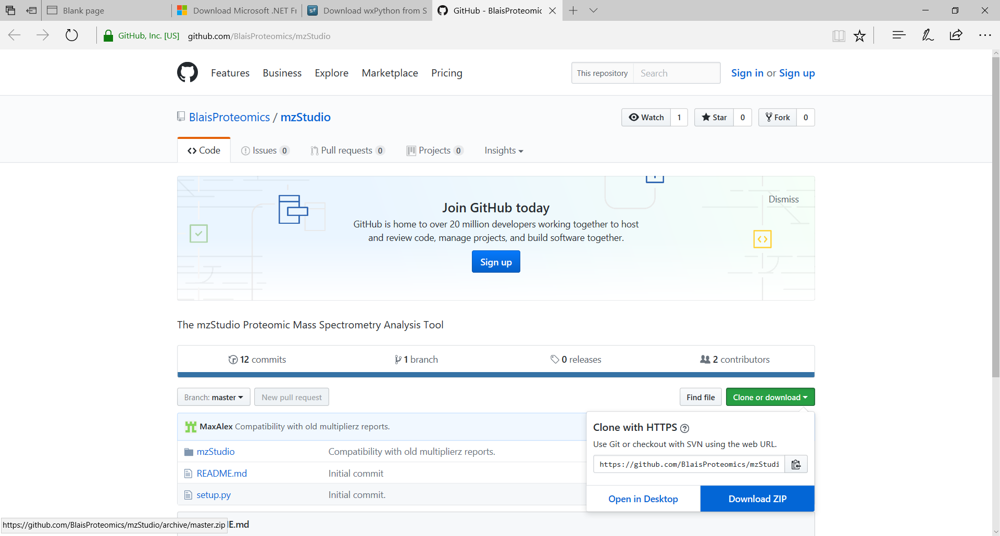 Blank page
Download Microsoft .NET Fr
Download wxPython from S
GitHub - BlaisProteomic
GitHub, Inc. [US]
github.com/BlaisProteomics/mzStudio
Features Business Explore Marketplace Pricing
This repository Search
Sign in or Sign up
BlaisProteomics / mzStudio
Watch 1
Star 0
Fork 0
Code
Issues 0
Pull requests 0
Projects 0
Insights
Dismiss
Join GitHub today
GitHub is home to over 20 million developers working together to host
and review code, manage projects, and build software together.
Sign up
The mzStudio Proteomic Mass Spectrometry Analysis Tool
12 commits
1 branch
0 releases
2 contributors
Branch: master
New pull request
Find file
Clone or download
MaxAlex Compatibility with old multiplierz reports.
mzStudio Compatibility with old multiplierz reports.
README.md Initial commit
setup.py Initial commit.
Clone with HTTPS ?
Use Git or checkout with SVN using the web URL.
https://github.com/BlaisProteomics/mzStudi
Open in Desktop
Download ZIP
https://github.com/BlaisProteomics/mzStudio/archive/master.zip
E.md